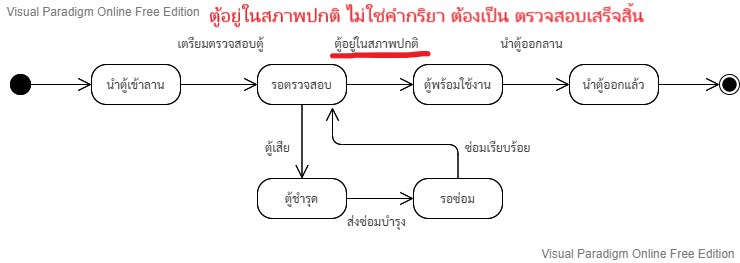 Visual Paradigm Online Free Edition
ตู้อยู่ในสภาพปกติ ไม่ใช่คำกริยา ต้องเป็น ตรวจสอบเสร็จสิ้น
เตรียมตรวจสอบตู้
ตู้อยู่ในสภาพปกติ
นำตู้ออกลาน
นำตู้เข้าลาน
รอตรวจสอบ
ตู้พร้อมใช้งาน
นำตู้ออกแล้ว
ตู้เสีย
ซ่อมเรียบร้อย
ตู้ชำรุด
รอซ่อม
ส่งซ่อมบำรุง
Visual Paradigm Online Free Edition